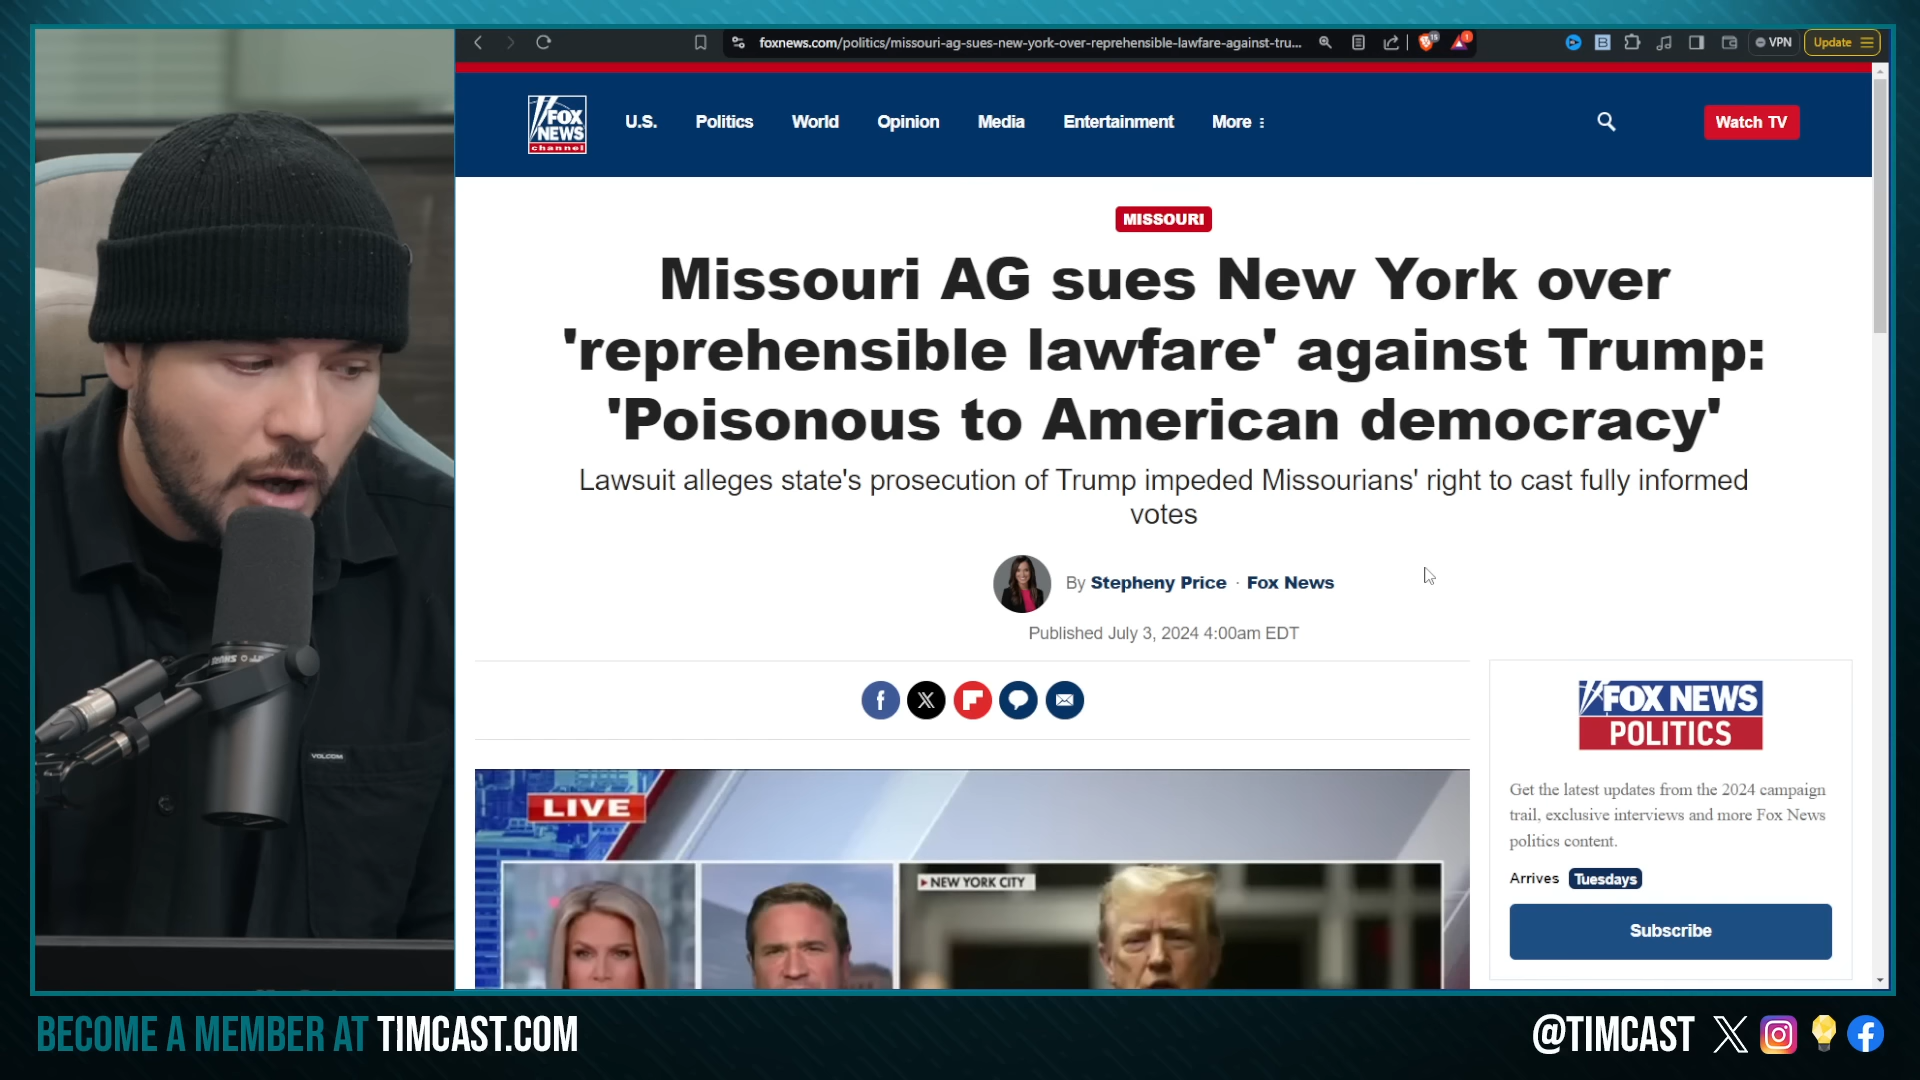 foxnews.com/politics/missouri-ag-sues-new-york-over-reprehensible-lawfare-against-tru...
VPN
Update
FOX
NEWS
channel
U.S.
Politics
World
Opinion
Media
Entertainment
More
Watch TV
MISSOURI
Missouri AG sues New York over
'reprehensible lawfare' against Trump:
'Poisonous to American democracy'
Lawsuit alleges state's prosecution of Trump impeded Missourians' right to cast fully informed
votes
By Stepheny Price · Fox News
Published July 3, 2024 4:00am EDT
FOX NEWS
POLITICS
Get the latest updates from the 2024 campaign
trail, exclusive interviews and more Fox News
politics content.
Arrives Tuesdays
Subscribe
LIVE
NEW YORK CITY
VOLCOM
BECOME A MEMBER AT TIMCAST.COM
@TIMCAST